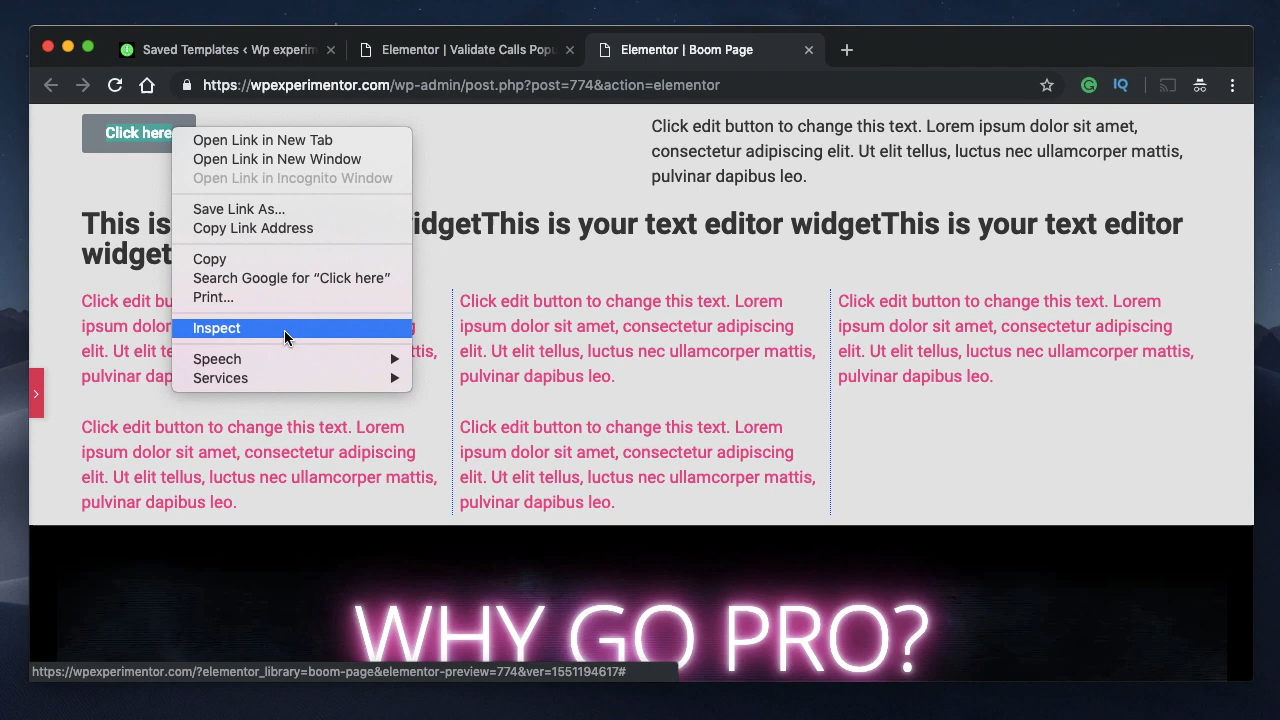 Saved Templates ‹ Wp experim
Elementor | Validate Calls Popu
Elementor | Boom Page
https://wpexperimentor.com/wp-admin/post.php?post=774&action=elementor
IQ
Click here
Open Link in New Tab
Open Link in New Window
Open Link in Incognito Window
Save Link As...
Copy Link Address
Copy
Search Google for “Click here”
Print...
Inspect
Speech
Services
Click edit button to change this text. Lorem ipsum dolor sit amet,
consectetur adipiscing elit. Ut elit tellus, luctus nec ullamcorper mattis,
pulvinar dapibus leo.
This is idgetThis is your text editor widgetThis is your text editor
widget
Click edit bu
ipsum dolor g
elit. Ut elit te tis,
pulvinar dap
Click edit button to change this text. Lorem
ipsum dolor sit amet, consectetur adipiscing
elit. Ut elit tellus, luctus nec ullamcorper mattis,
pulvinar dapibus leo.
Click edit button to change this text. Lorem
ipsum dolor sit amet, consectetur adipiscing
elit. Ut elit tellus, luctus nec ullamcorper mattis,
pulvinar dapibus leo.
Click edit button to change this text. Lorem
ipsum dolor sit amet, consectetur adipiscing
elit. Ut elit tellus, luctus nec ullamcorper mattis,
pulvinar dapibus leo.
Click edit button to change this text. Lorem
ipsum dolor sit amet, consectetur adipiscing
elit. Ut elit tellus, luctus nec ullamcorper mattis,
pulvinar dapibus leo.
WHY GO PRO?
https://wpexperimentor.com/?elementor_library=boom-page&elementor-preview=774&ver=1551194617#